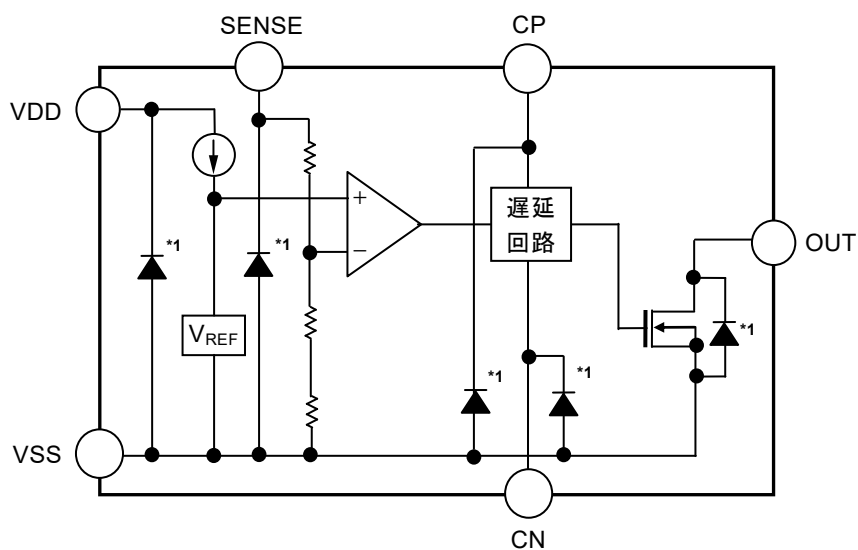 SENSE
CP
VDD
*1
+
*1
−
遅延
回路
OUT
VREF
*1
*1
*1
VSS
CN